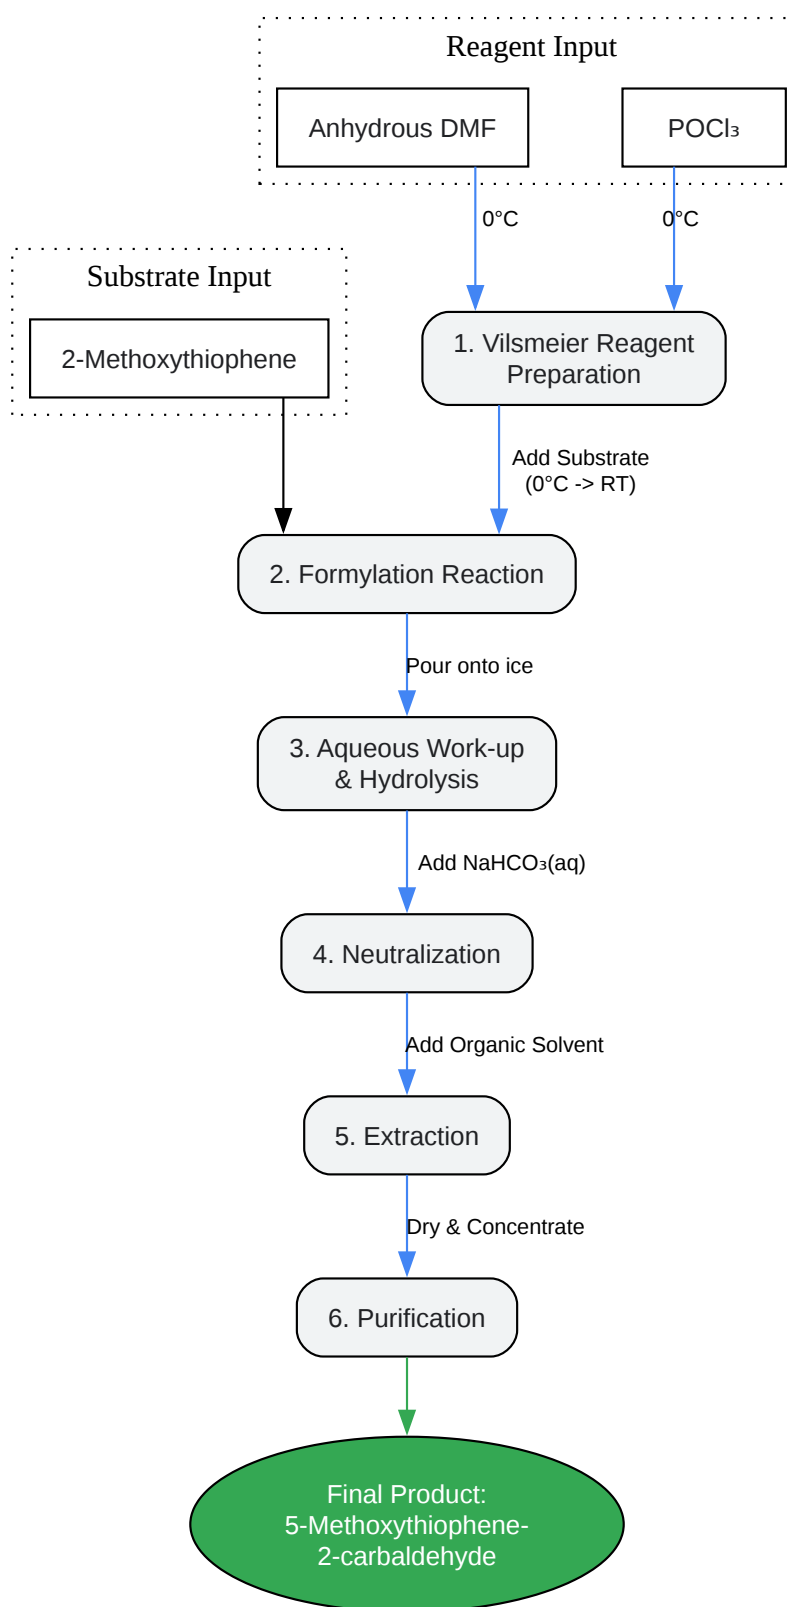 Reagent Input
Anhydrous DMF
POCl₃
0°C
0°C
Substrate Input
2-Methoxythiophene
1. Vilsmeier Reagent
Preparation
Add Substrate
(0°C -> RT)
2. Formylation Reaction
Pour onto ice
3. Aqueous Work-up
& Hydrolysis
Add NaHCO₃(aq)
4. Neutralization
Add Organic Solvent
5. Extraction
Dry & Concentrate
6. Purification
Final Product:
5-Methoxythiophene-
2-carbaldehyde